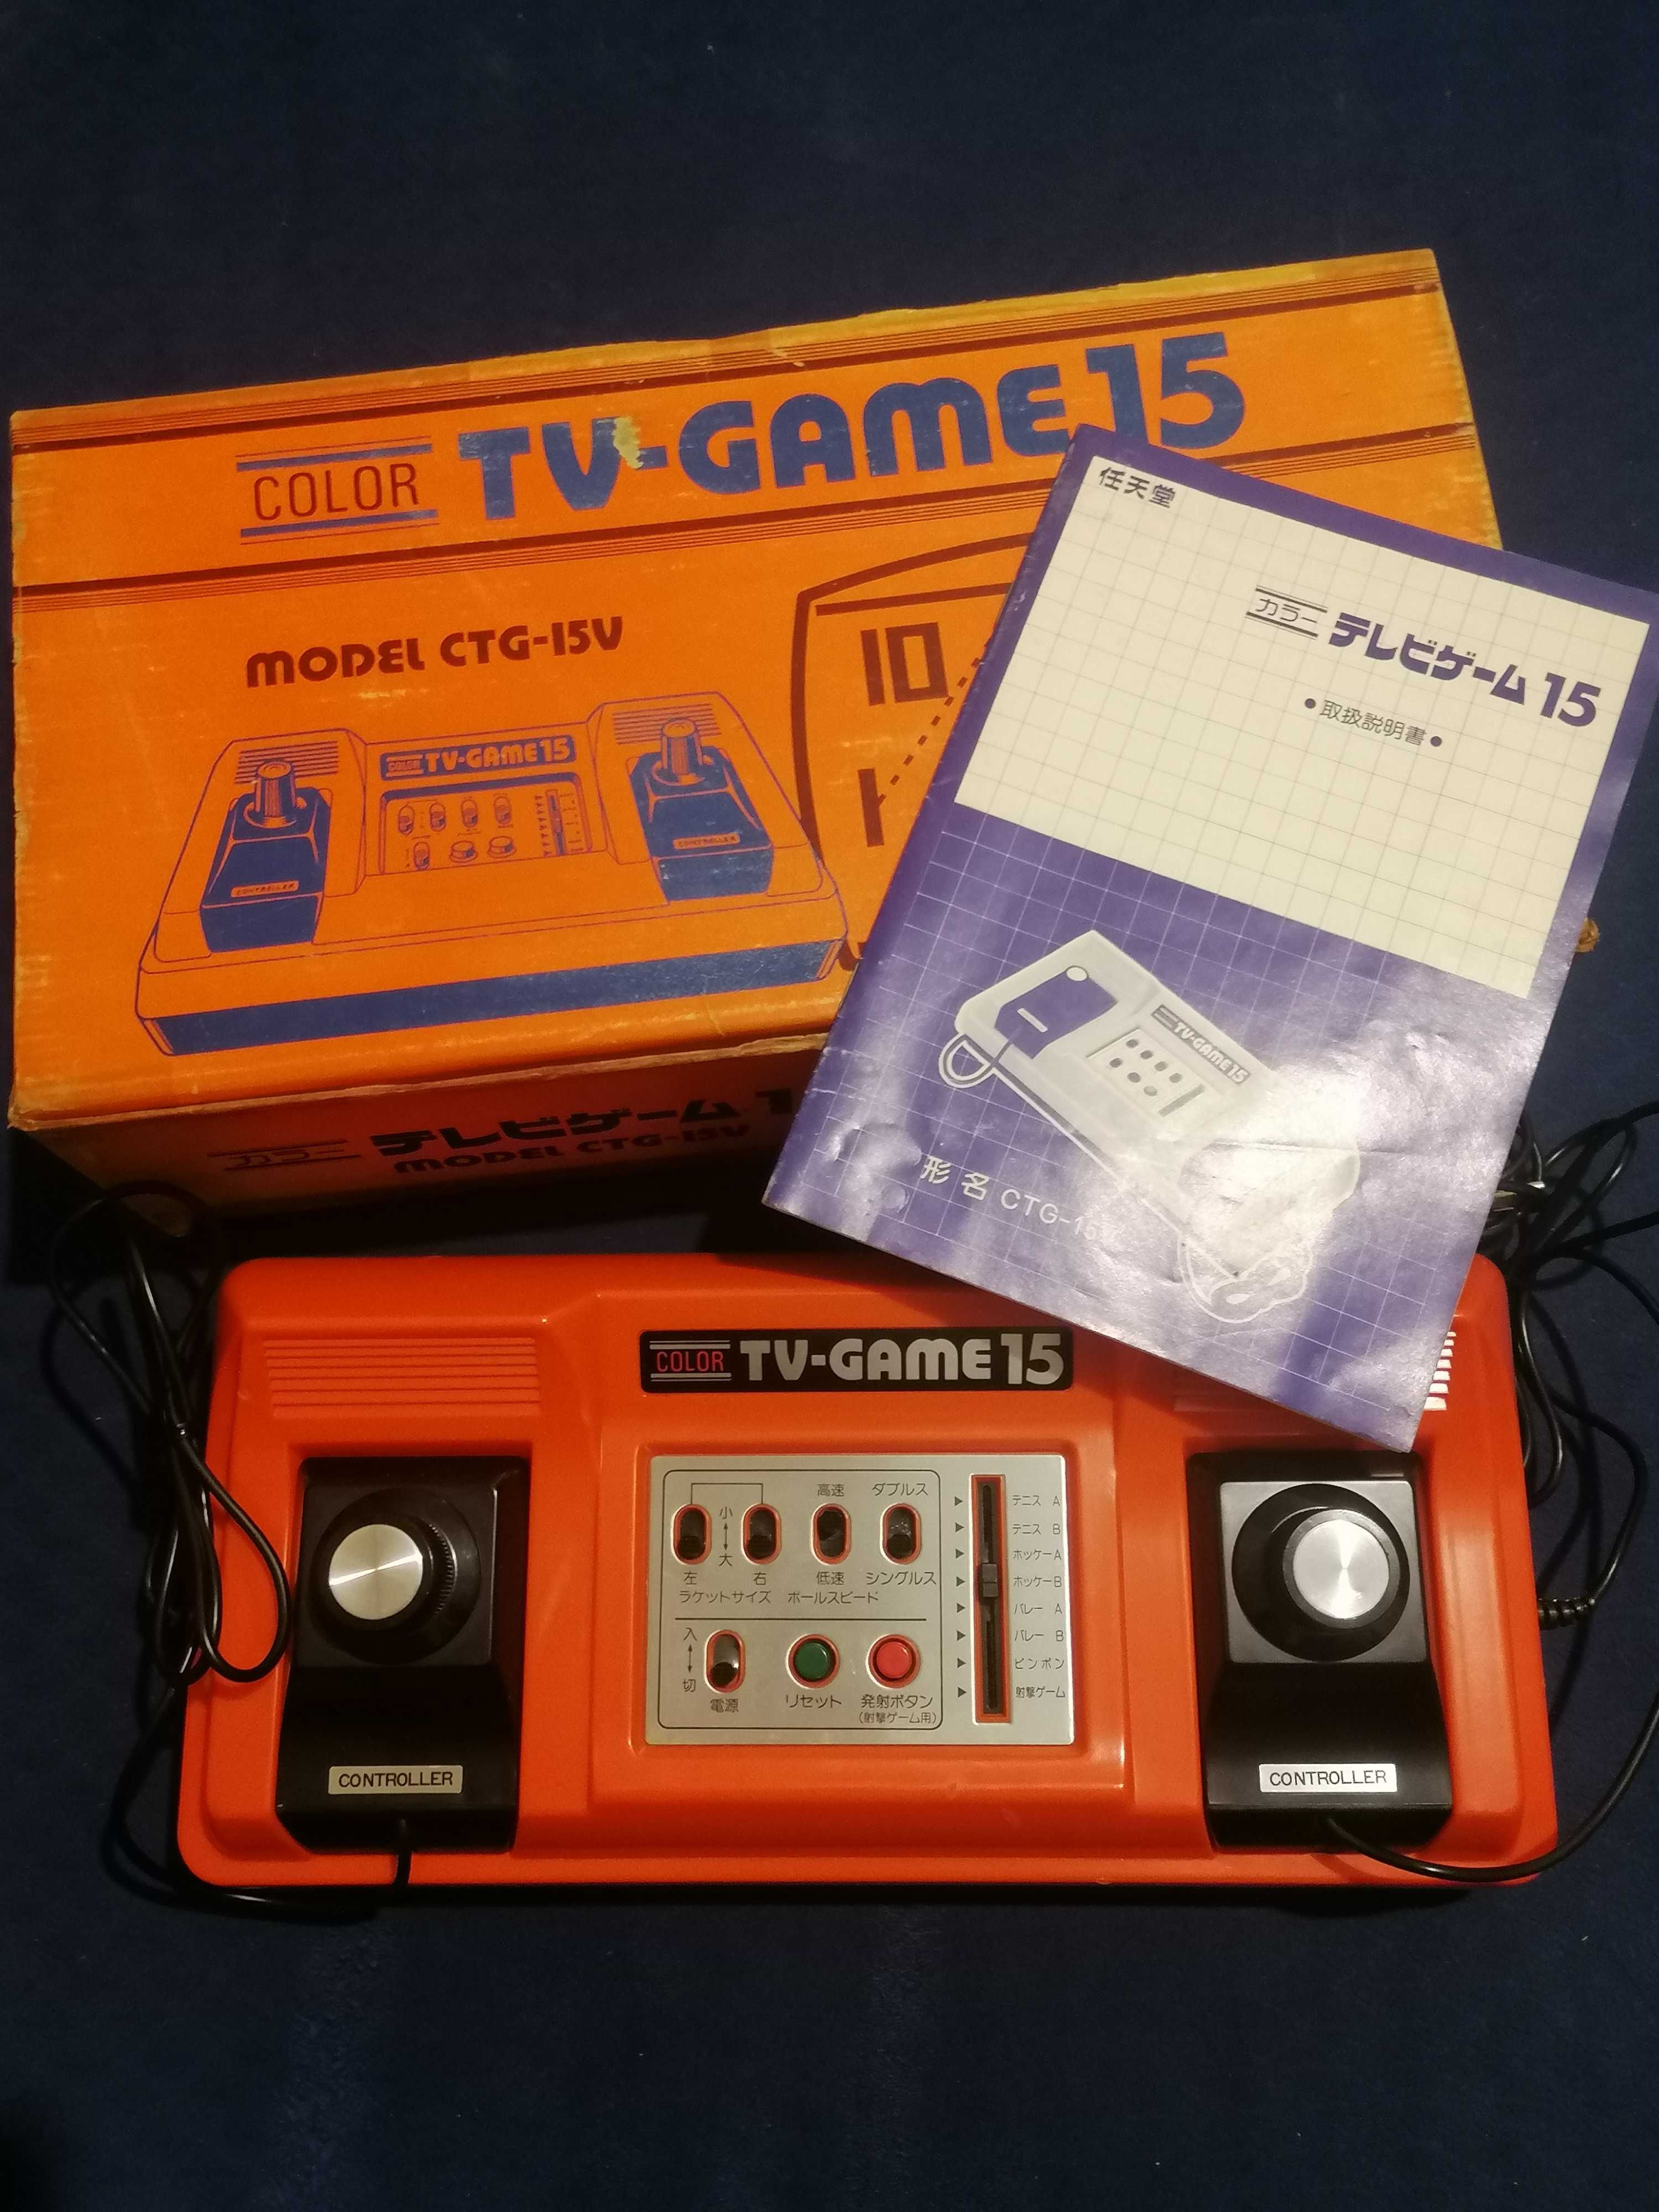 COLOR TV-GAME 15
MODEL CTG-15V
10
1
COLOR TV-GAME 15
CONTROLLER
CONTROLLER
カラー テレビゲーム 1
MODEL CTG-15V
任天堂
カラー テレビゲーム 15
•取扱説明書•
TV-GAME 15
形名 CTG-15
COLOR TV-GAME 15
小
大
左
右
ラケットサイズ
高速
低速
ボールスピード
ダブルス
シングルス
入
切
電源
リセット
発射ボタン
(射撃ゲーム用)
テニス A
テニス B
ホッケーA
ホッケーB
バレー A
バレー B
ピンポン
射撃ゲーム
CONTROLLER
CONTROLLER